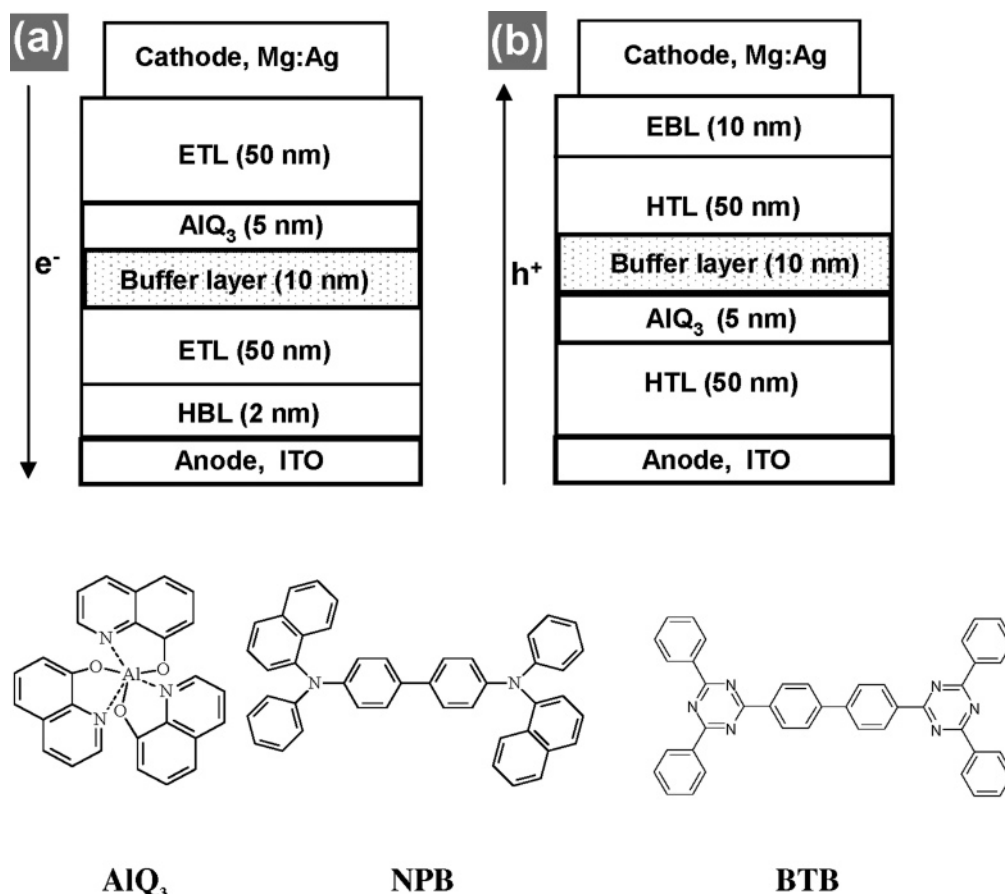 (a)
Cathode, Mg:Ag
ETL (50 nm)
AlQ₃ (5 nm)
Buffer layer (10 nm)
ETL (50 nm)
HBL (2 nm)
Anode, ITO
e⁻
(b)
Cathode, Mg:Ag
EBL (10 nm)
HTL (50 nm)
Buffer layer (10 nm)
AlQ₃ (5 nm)
HTL (50 nm)
Anode, ITO
h⁺
N
O
Al
O
N
N
O
AlQ₃
N
N
NPB
N
N
N
N
N
N
BTB